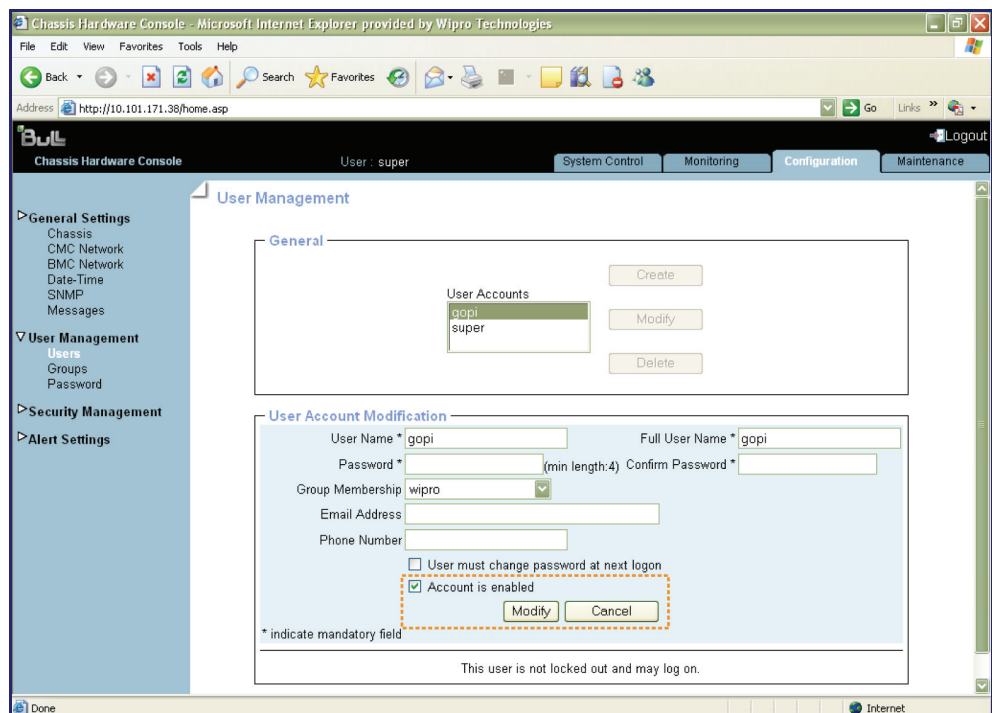 Chassis Hardware Console - Microsoft Internet Explorer provided by Wipro Technologies
File Edit View Favorites Tools Help
Back Search Favorites
Address http://10.101.171.38/home.asp Go Links »
Bull Logout
Chassis Hardware Console User : super System Control Monitoring Configuration Maintenance
User Management
General Settings
Chassis
CMC Network
BMC Network
Date-Time
SNMP
Messages
User Management
Users
Groups
Password
Security Management
Alert Settings
General
User Accounts
gopi
super
Create
Modify
Delete
User Account Modification
User Name * gopi Full User Name * gopi
Password * (min length:4) Confirm Password *
Group Membership wipro
Email Address
Phone Number
User must change password at next logon
Account is enabled
Modify Cancel
* indicate mandatory field
This user is not locked out and may log on.
Done Internet